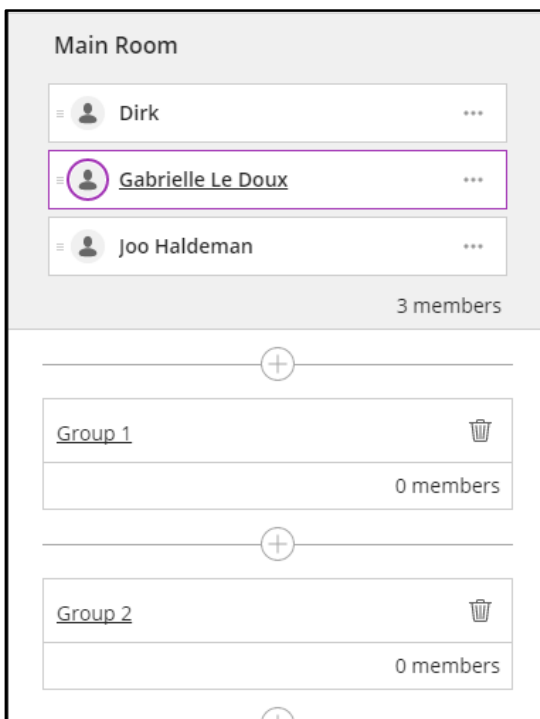 Main Room
Dirk
Gabrielle Le Doux
Joo Haldeman
3 members
Group 1
0 members
Group 2
0 members